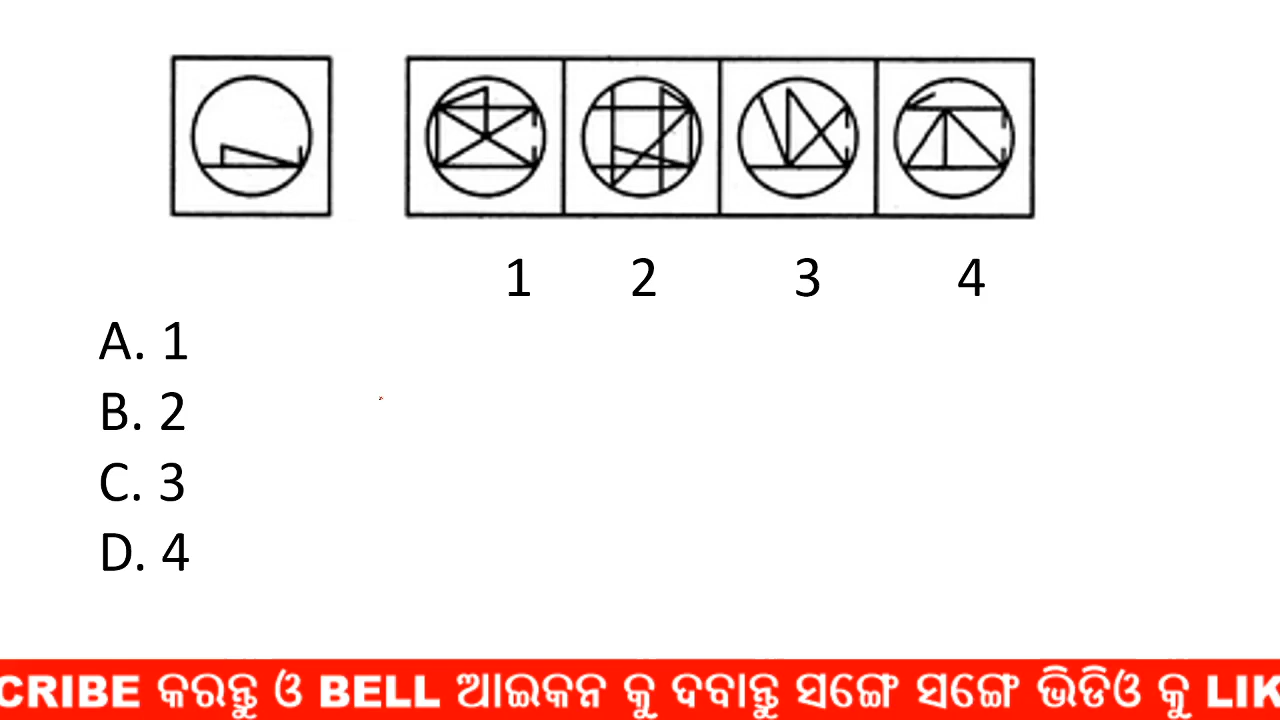 1 2 3 4
A. 1
B. 2
C. 3
D. 4
CRIBE କରନ୍ତୁ ଓ BELL ଆଇକନ କୁ ଦବାନ୍ତୁ ସଙ୍ଗେ ସଙ୍ଗେ ଭିଡିଓ କୁ LIK